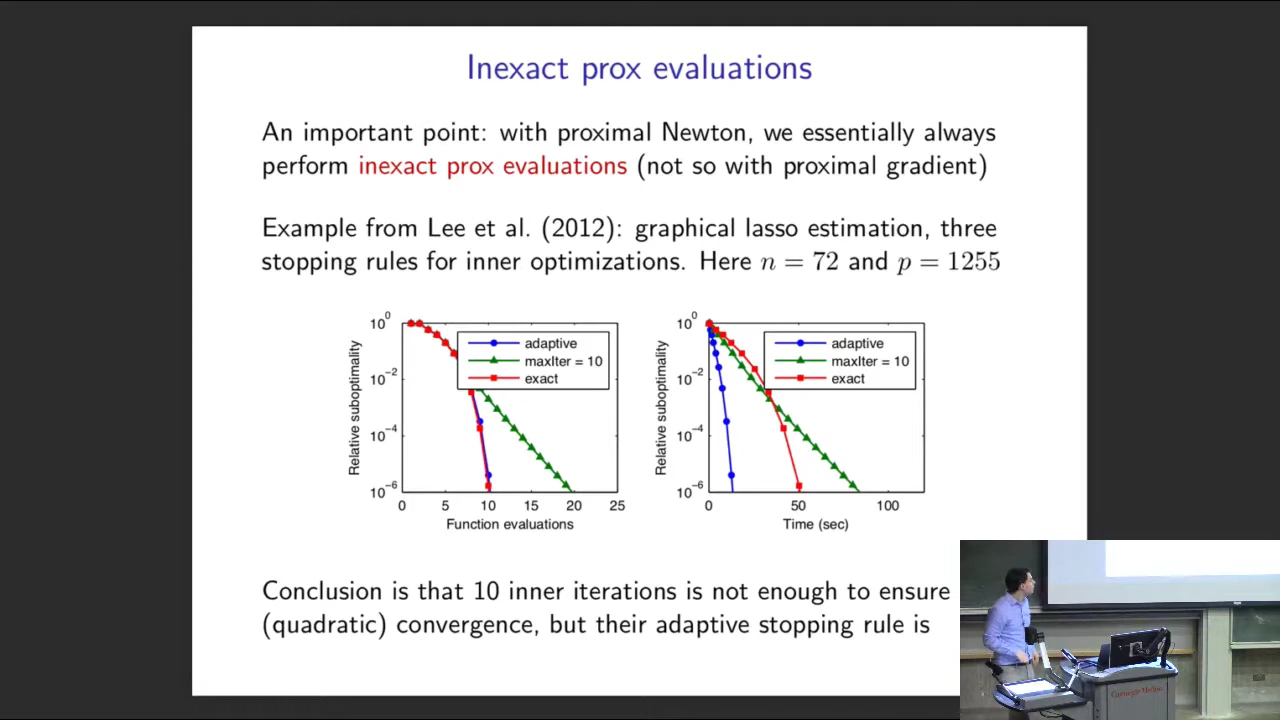 Inexact prox evaluations
An important point: with proximal Newton, we essentially always
perform inexact prox evaluations (not so with proximal gradient)
Example from Lee et al. (2012): graphical lasso estimation, three
stopping rules for inner optimizations. Here n = 72 and p = 1255
Relative suboptimality
10^0
10^−2
10^−4
10^−6
adaptive
maxIter = 10
exact
0 5 10 15 20 25
Function evaluations
Relative suboptimality
10^0
10^−2
10^−4
10^−6
adaptive
maxIter = 10
exact
0 50 100
Time (sec)
Conclusion is that 10 inner iterations is not enough to ensure
(quadratic) convergence, but their adaptive stopping rule is
Carnegie Mellon